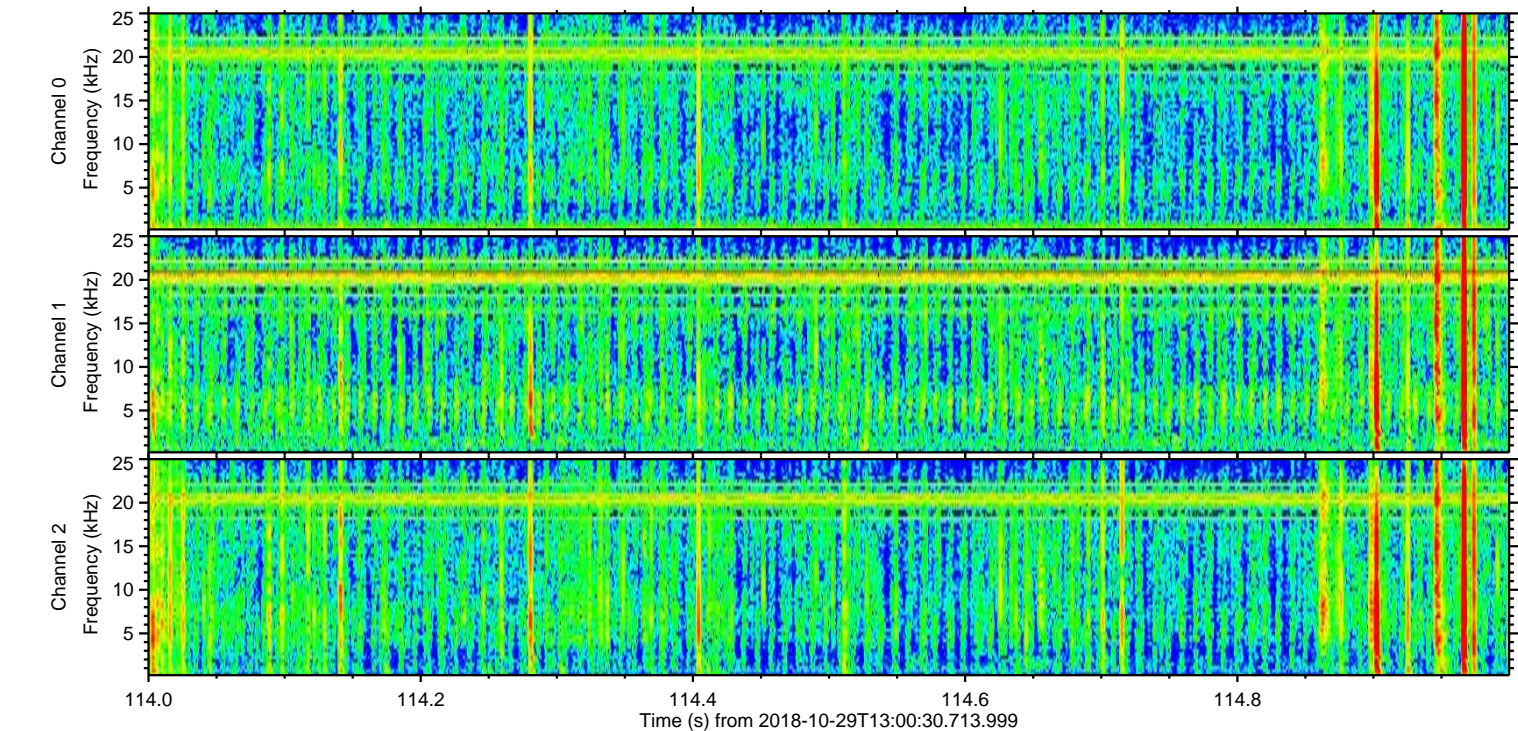 25
20
15
10
5
Channel 0
Frequency (kHz)
25
20
15
10
5
Channel 1
Frequency (kHz)
25
20
15
10
5
Channel 2
Frequency (kHz)
114.0 114.2 114.4 114.6 114.8
Time (s) from 2018-10-29T13:00:30.713.999